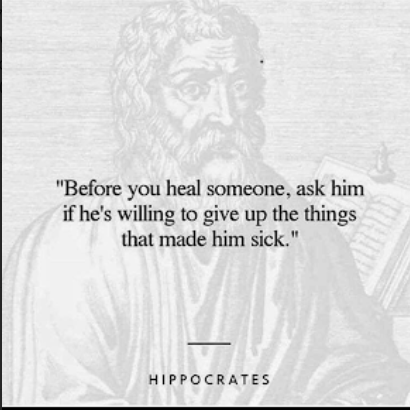 "Before you heal someone, ask him
if he's willing to give up the things
that made him sick."
HIPPOCRATES